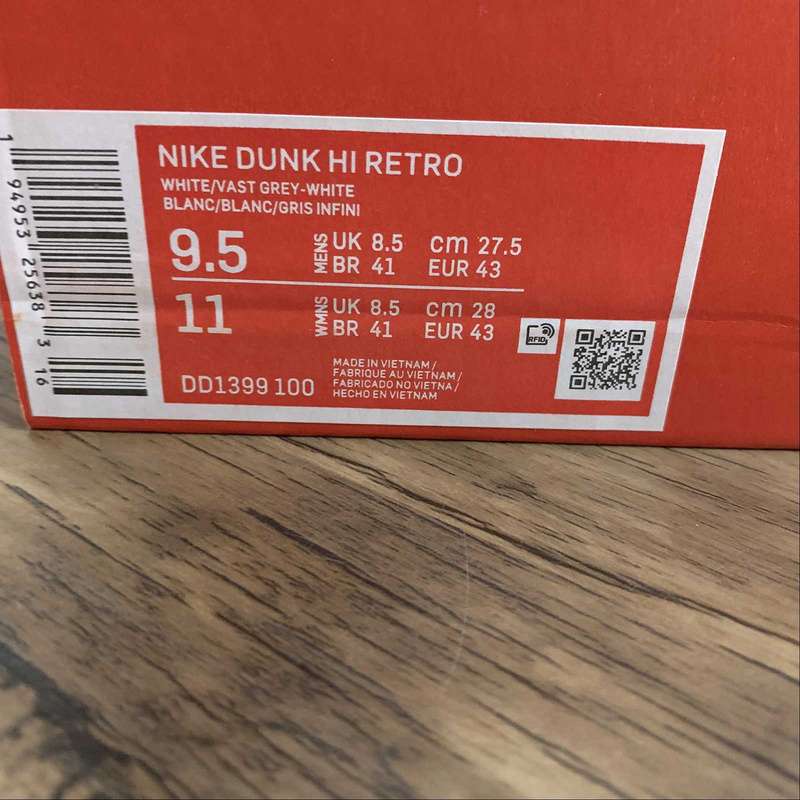 NIKE DUNK HI RETRO
WHITE/VAST GREY-WHITE
BLANC/BLANC/GRIS INFINI
9.5 MENS UK 8.5 cm 27.5
BR 41 EUR 43
11 WMNS UK 8.5 cm 28
BR 41 EUR 43
RFID
DD1399 100
MADE IN VIETNAM /
FABRIQUE AU VIETNAM /
FABRICADO NO VIETNA /
HECHO EN VIETNAM
1 94953 25638 3 16